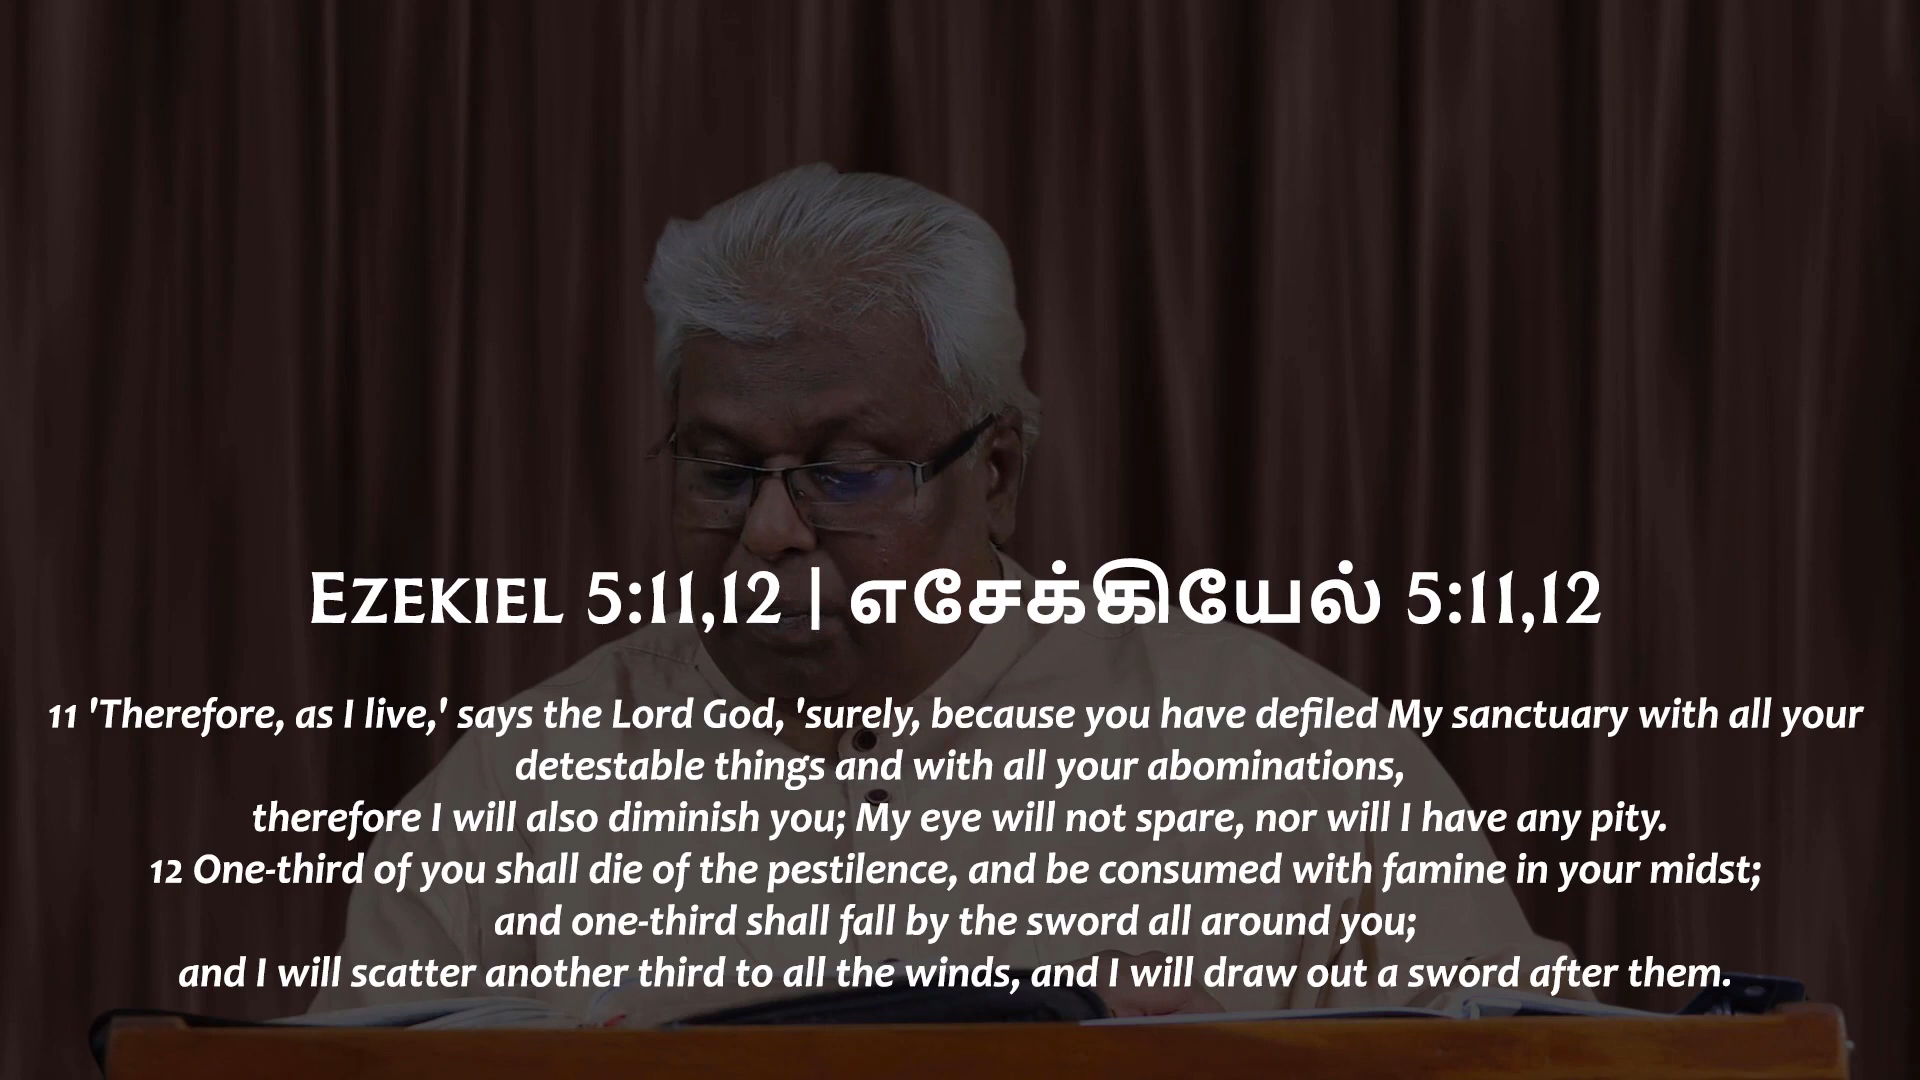 Ezekiel 5:11,12 | எசேக்கியேல் 5:11,12
11 'Therefore, as I live,' says the Lord God, 'surely, because you have defiled My sanctuary with all your
detestable things and with all your abominations,
therefore I will also diminish you; My eye will not spare, nor will I have any pity.
12 One-third of you shall die of the pestilence, and be consumed with famine in your midst;
and one-third shall fall by the sword all around you;
and I will scatter another third to all the winds, and I will draw out a sword after them.